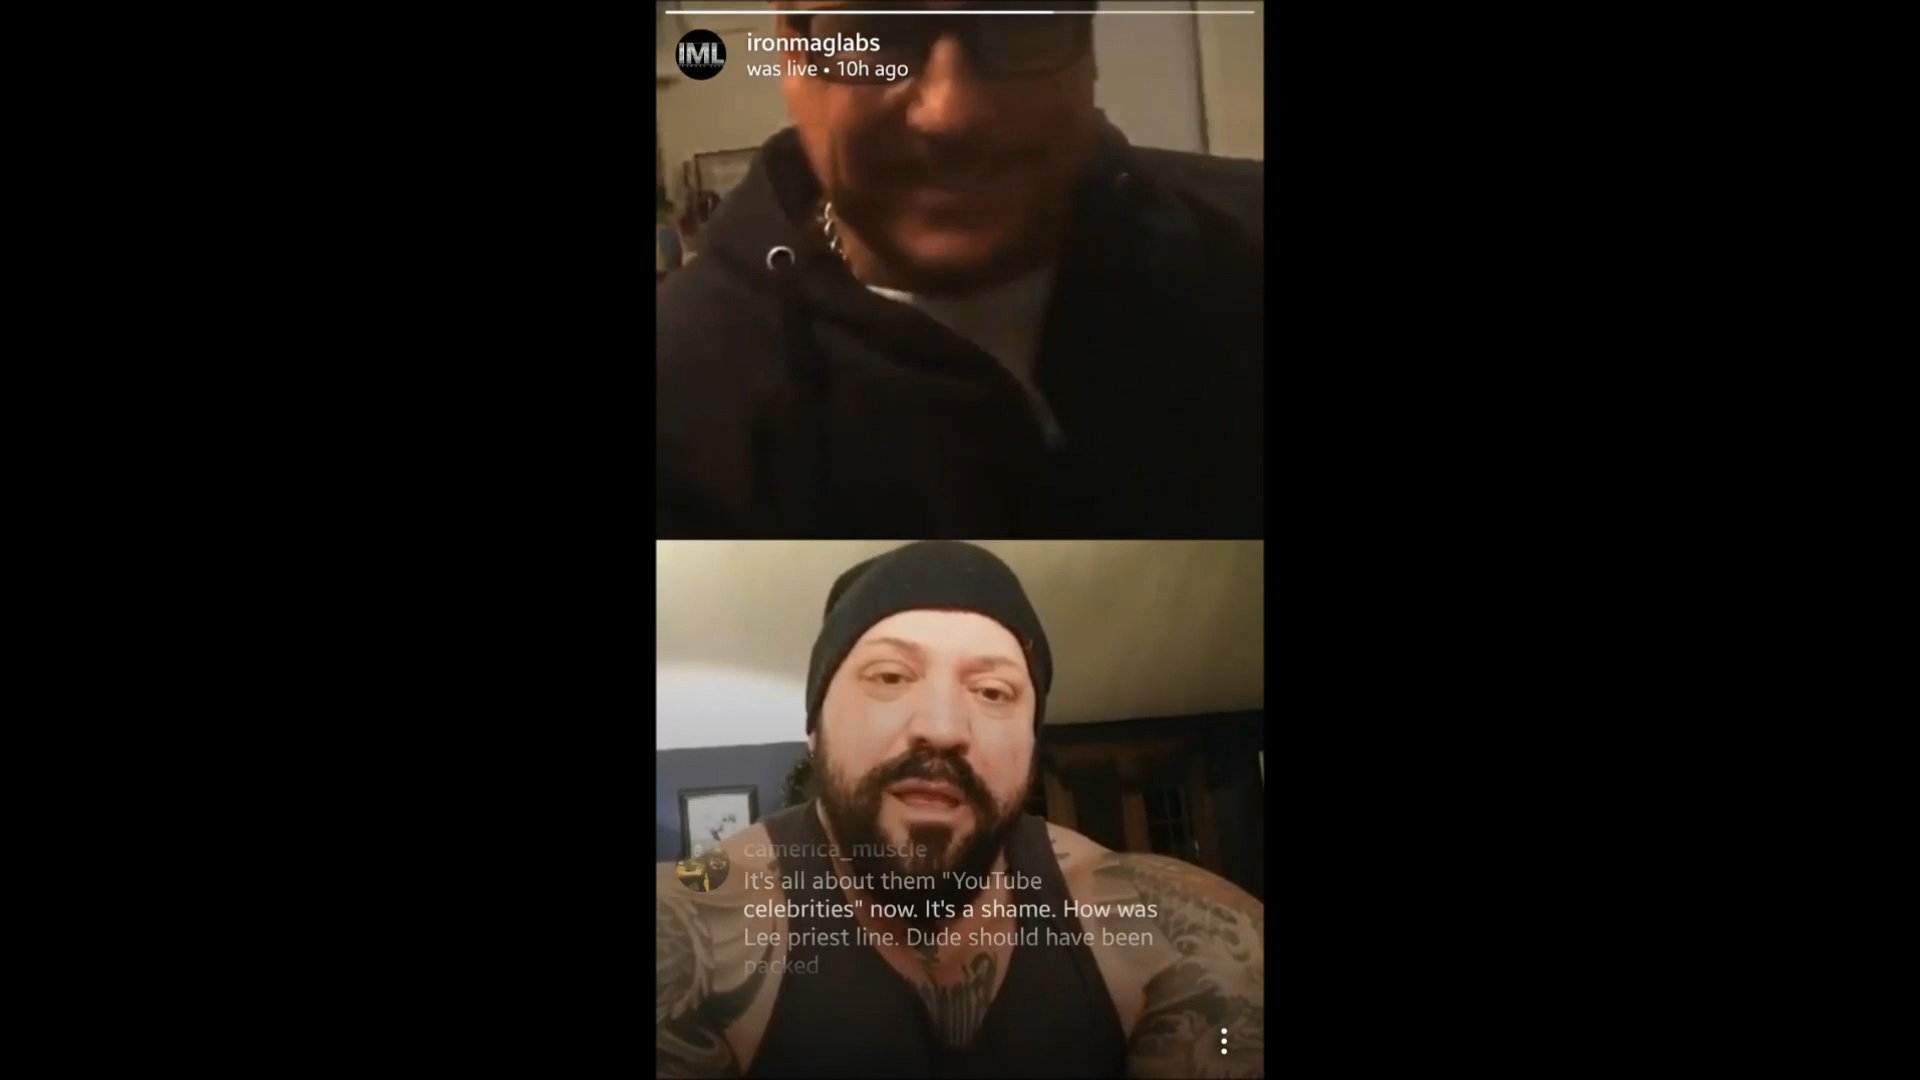 IML
ironmaglabs
was live • 10h ago
camerica_muscle
It's all about them "YouTube
celebrities" now. It's a shame. How was
Lee priest line. Dude should have been
packed